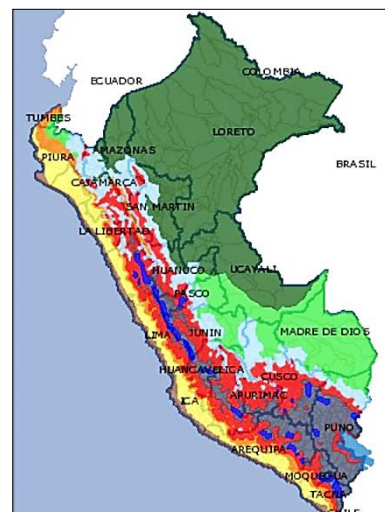 ECUADOR
COLOMBIA
TUMBES
LORETO
PIURA
AMAZONAS
BRASIL
CAJAMARCA
SAN MARTIN
LA LIBERTAD
HUANUCO
UCAYALI
PASCO
LIMA
JUNIN
MADRE DE DIOS
HUANCAVELICA
CUSCO
ICA
APURIMAC
PUNO
AREQUIPA
MOQUEGUA
TACNA
CHILE